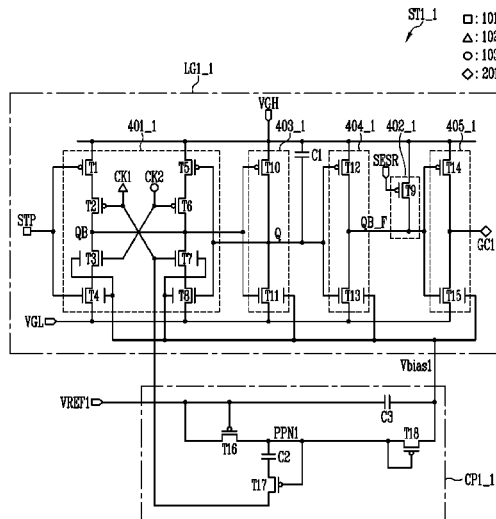 ST1_1
□: 101
△: 102
○: 103
◇: 201
LG1_1
VGH
401_1
403_1
404_1
402_1
405_1
T1
CK1
CK2
T5
T10
C1
T12
SESR
T9
T14
T2
T6
STP
QB
Q
QB_F
GC1
T3
T7
T4
T8
T11
T13
T15
VGL
Vbias1
VREF1
C3
T16
PPN1
T18
C2
T17
CP1_1